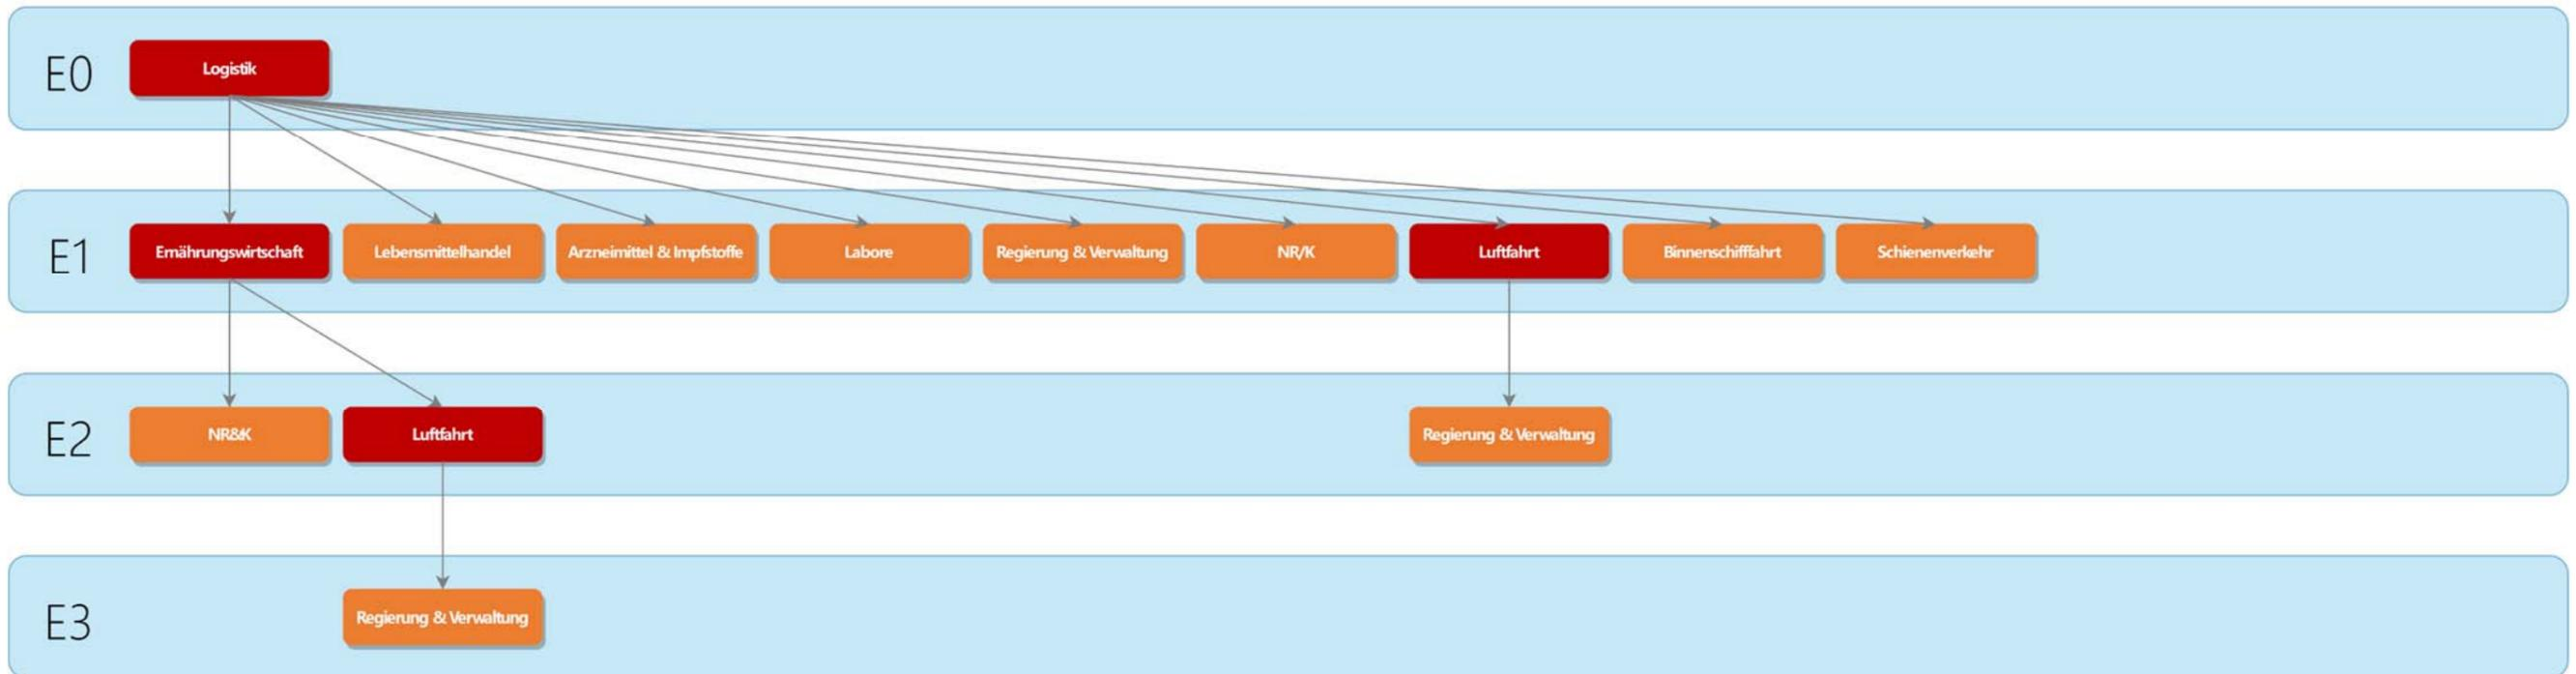 E0
Logistik
E1
Ernährungswirtschaft
Lebensmittelhandel
Arzneimittel & Impfstoffe
Labore
Regierung & Verwaltung
NR/K
Luftfahrt
Binnenschifffahrt
Schienenverkehr
E2
NR&K
Luftfahrt
Regierung & Verwaltung
E3
Regierung & Verwaltung